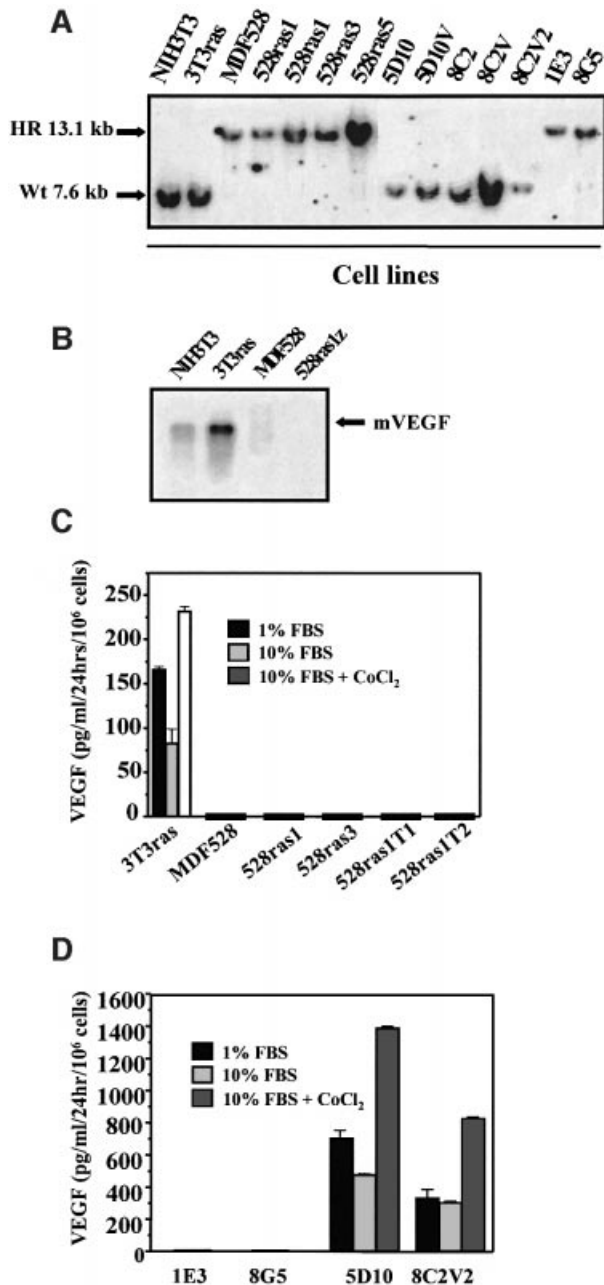 A
NIH3T3 3T3ras MDF528 528ras1 528ras1 528ras3 528ras5 5D10 5D10V 8C2 8C2V 8C2V2 1E3 8G5
HR 13.1 kb
Wt 7.6 kb
Cell lines
B
NIH3T3 3T3ras MDF528 528ras1z
mVEGF
C
VEGF (pg/ml/24hrs/10⁶ cells)
250
200
150
100
50
0
1% FBS
10% FBS
10% FBS + CoCl₂
3T3ras MDF528 528ras1 528ras3 528ras1T1 528ras1T2
D
VEGF (pg/ml/24hr/10⁶ cells)
1600
1400
1200
1000
800
600
400
200
0
1% FBS
10% FBS
10% FBS + CoCl₂
1E3 8G5 5D10 8C2V2